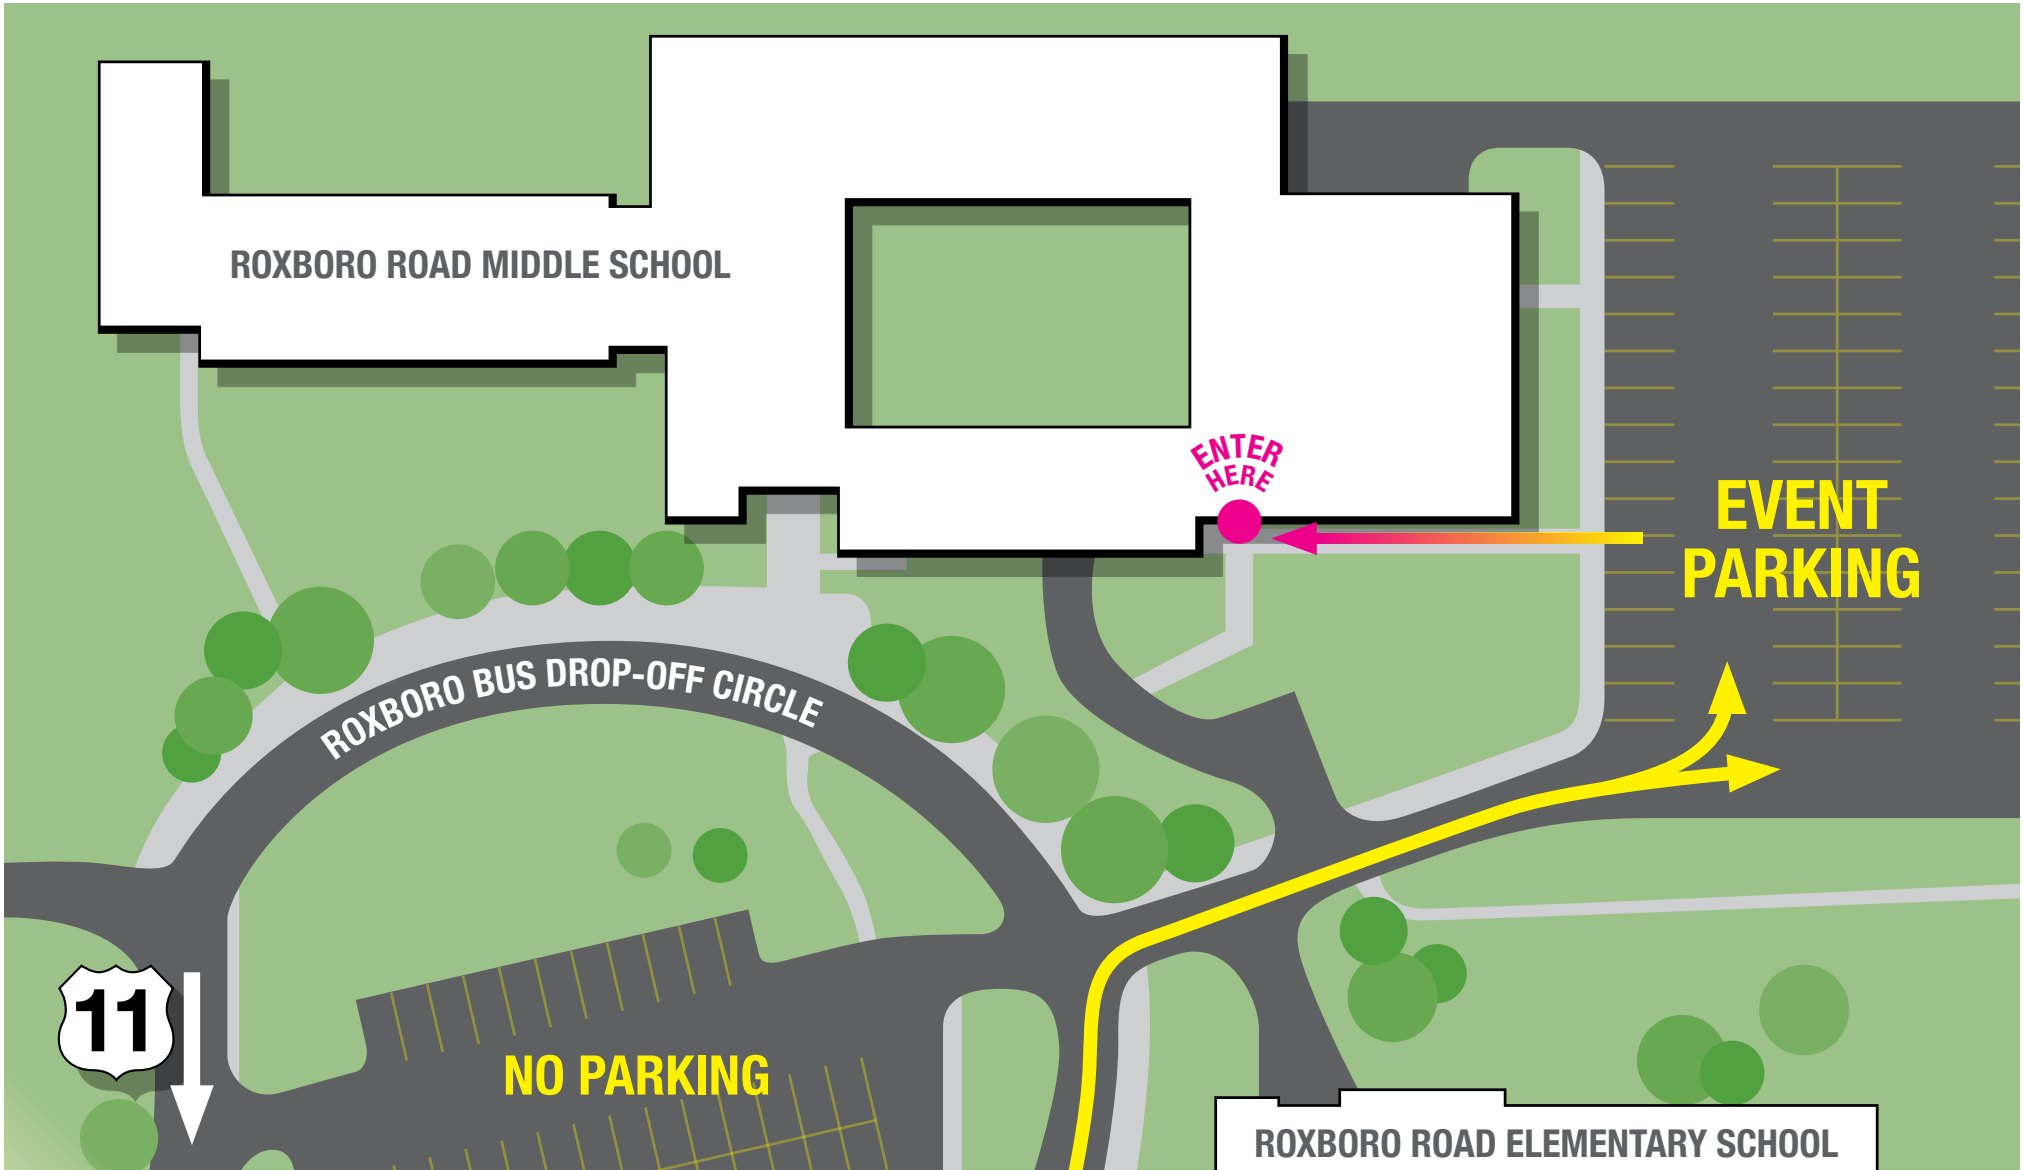 ROXBORO ROAD MIDDLE SCHOOL
ENTER
HERE
EVENT
PARKING
ROXBORO BUS DROP-OFF CIRCLE
11
NO PARKING
ROXBORO ROAD ELEMENTARY SCHOOL